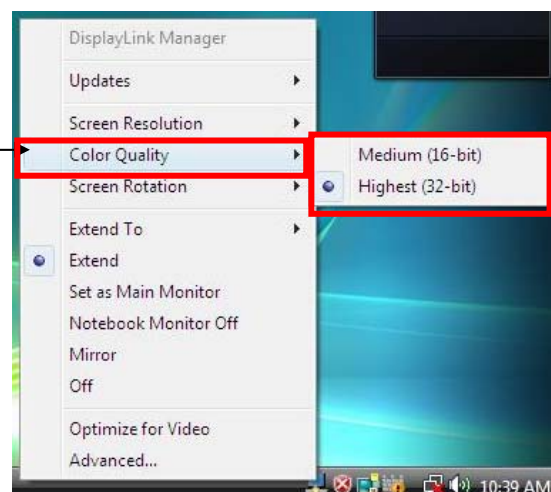 DisplayLink Manager
Updates
Screen Resolution
Color Quality
Screen Rotation
Medium (16-bit)
Highest (32-bit)
Extend To
Extend
Set as Main Monitor
Notebook Monitor Off
Mirror
Off
Optimize for Video
Advanced...
10:39 AM